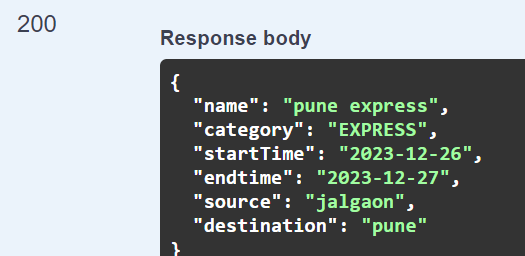 200
Response body
{
"name": "pune express",
"category": "EXPRESS",
"startTime": "2023-12-26",
"endtime": "2023-12-27",
"source": "jalgaon",
"destination": "pune"
}